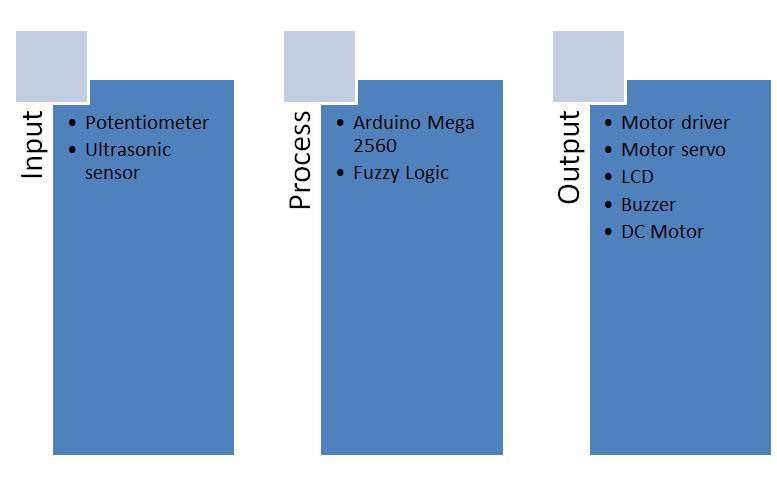 Input
• Potentiometer
• Ultrasonic
sensor
Process
• Arduino Mega
2560
• Fuzzy Logic
Output
• Motor driver
• Motor servo
• LCD
• Buzzer
• DC Motor